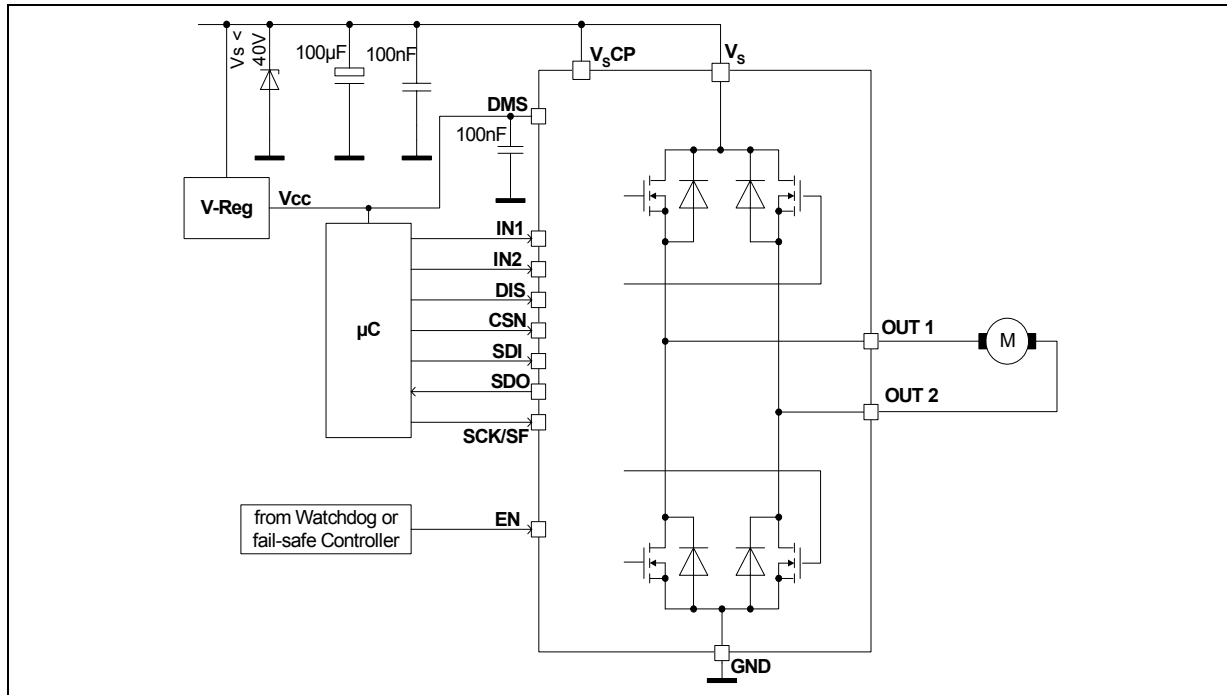 Vs <
40V
100µF
100nF
VSCP
VS
DMS
100nF
V-Reg
Vcc
IN1
IN2
DIS
CSN
SDI
SDO
SCK/SF
µC
OUT 1
M
OUT 2
from Watchdog or
fail-safe Controller
EN
GND